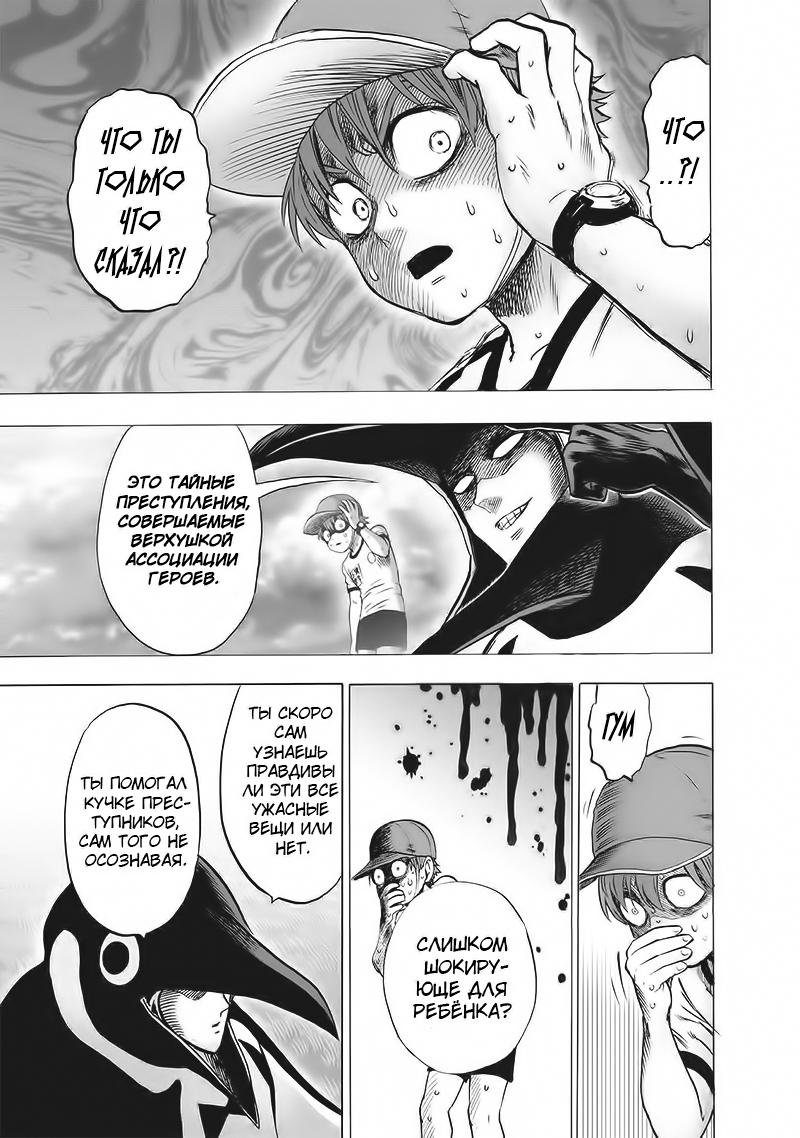 ЧТО
..?!
ЧТО ТЫ
ТОЛЬКО
ЧТО
СКАЗАЛ?!
ЭТО ТАЙНЫЕ
ПРЕСТУПЛЕНИЯ,
СОВЕРШАЕМЫЕ
ВЕРХУШКОЙ
АССОЦИАЦИИ
ГЕРОЕВ.
ГУМ
СЛИШКОМ
ШОКИРУ-
ЮЩЕ ДЛЯ
РЕБЁНКА?
ТЫ СКОРО
САМ
УЗНАЕШЬ
ПРАВДИВЫ
ЛИ ЭТИ ВСЕ
УЖАСНЫЕ
ВЕЩИ ИЛИ
НЕТ.
ТЫ ПОМОГАЛ
КУЧКЕ ПРЕС-
ТУПНИКОВ,
САМ ТОГО НЕ
ОСОЗНАВАЯ.